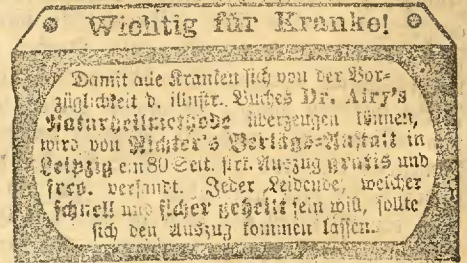 Wichtig für Kranke!
Damit alle Kranken sich von der Vor-
züglichkeit d. illustr. Buches Dr. Airy's
Naturheilmethode überzeugen können,
wird von Richter's Verlags-Anstalt in
Leipzig ein 80 Seit. strk. Auszug gratis und
frco. versandt. Jeder Leidende, welcher
schnell und sicher geheilt sein will, sollte
sich den Auszug kommen lassen.